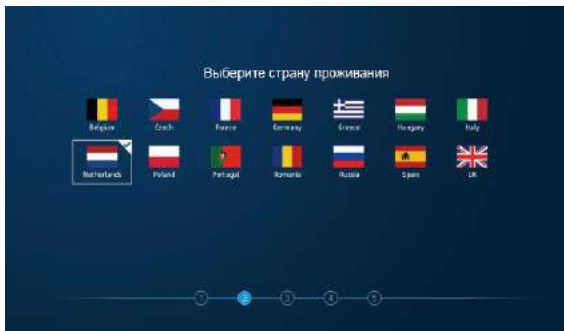 Выберите страну проживания
Belgium Czech France Germany Greece Hungary Italy
Netherlands Poland Portugal Romania Russia Spain UK
1 2 3 4 5